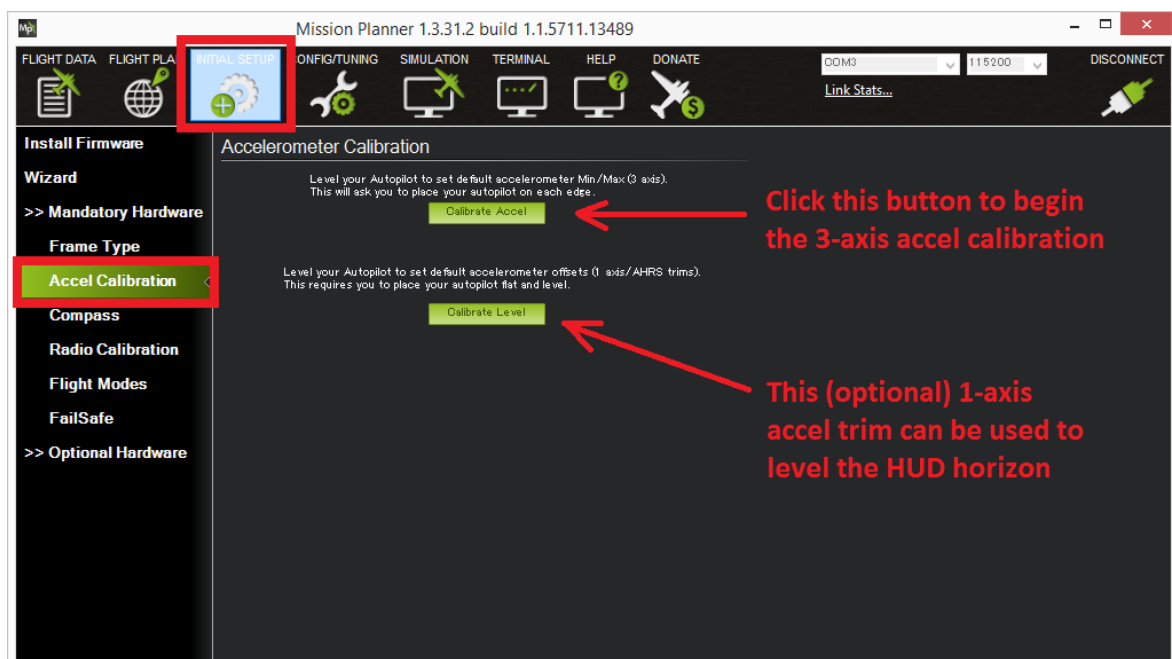 Mp
Mission Planner 1.3.31.2 build 1.1.5711.13489
FLIGHT DATA FLIGHT PLA INITIAL SETUP CONFIG/TUNING SIMULATION TERMINAL HELP DONATE COM3 115200 DISCONNECT
Link Stats...
Install Firmware
Accelerometer Calibration
Wizard
Level your Autopilot to set default accelerometer Min/Max (3 axis).
This will ask you to place your autopilot on each edge.
>> Mandatory Hardware
Calibrate Accel
Click this button to begin
the 3-axis accel calibration
Frame Type
Accel Calibration
Level your Autopilot to set default accelerometer offsets (1 axis/AHRS trims).
This requires you to place your autopilot flat and level.
Compass
Calibrate Level
Radio Calibration
Flight Modes
This (optional) 1-axis
accel trim can be used to
level the HUD horizon
FailSafe
>> Optional Hardware